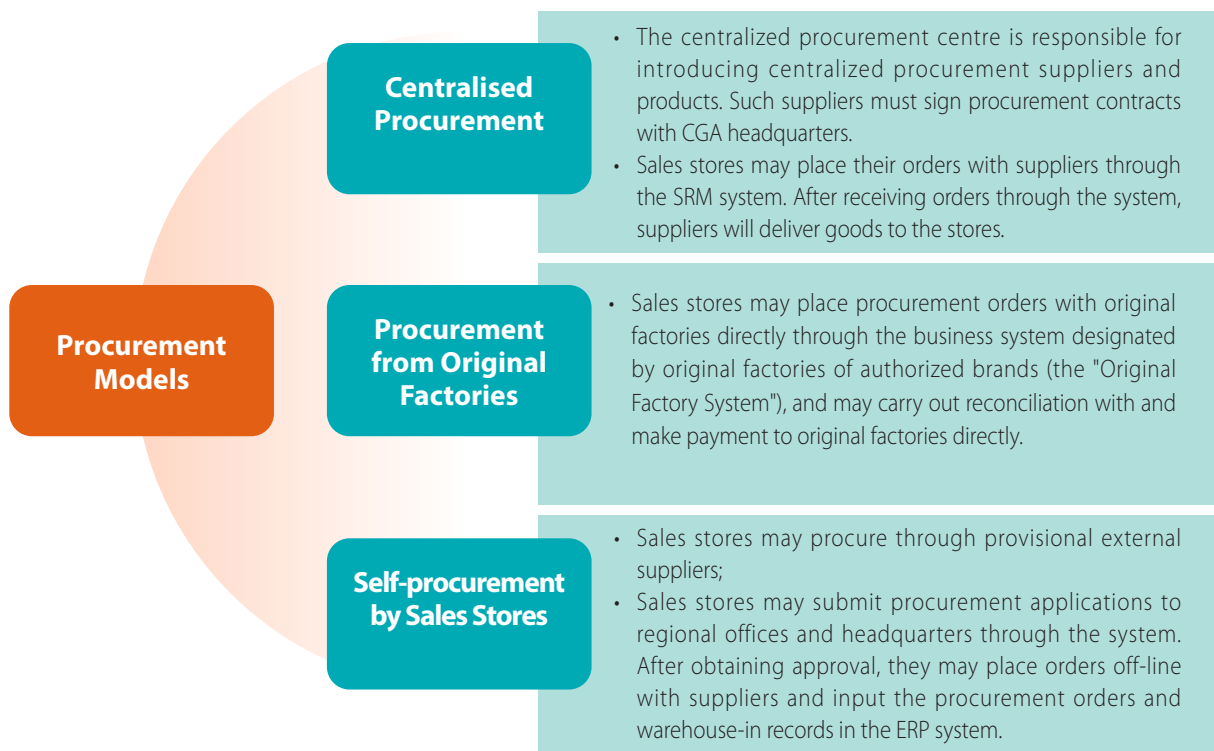 Procurement
Models
Centralised
Procurement
• The centralized procurement centre is responsible for
introducing centralized procurement suppliers and
products. Such suppliers must sign procurement contracts
with CGA headquarters.
• Sales stores may place their orders with suppliers through
the SRM system. After receiving orders through the system,
suppliers will deliver goods to the stores.
Procurement
from Original
Factories
• Sales stores may place procurement orders with original
factories directly through the business system designated
by original factories of authorized brands (the "Original
Factory System"), and may carry out reconciliation with and
make payment to original factories directly.
Self-procurement
by Sales Stores
• Sales stores may procure through provisional external
suppliers;
• Sales stores may submit procurement applications to
regional offices and headquarters through the system.
After obtaining approval, they may place orders off-line
with suppliers and input the procurement orders and
warehouse-in records in the ERP system.